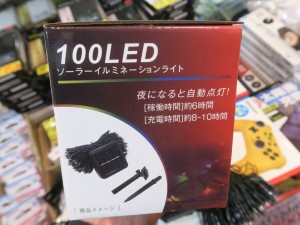 100LED
ソーラーイルミネーションライト
夜になると自動点灯!
[稼働時間]約6時間
[充電時間]約8-10時間
[ 商品イメージ ]